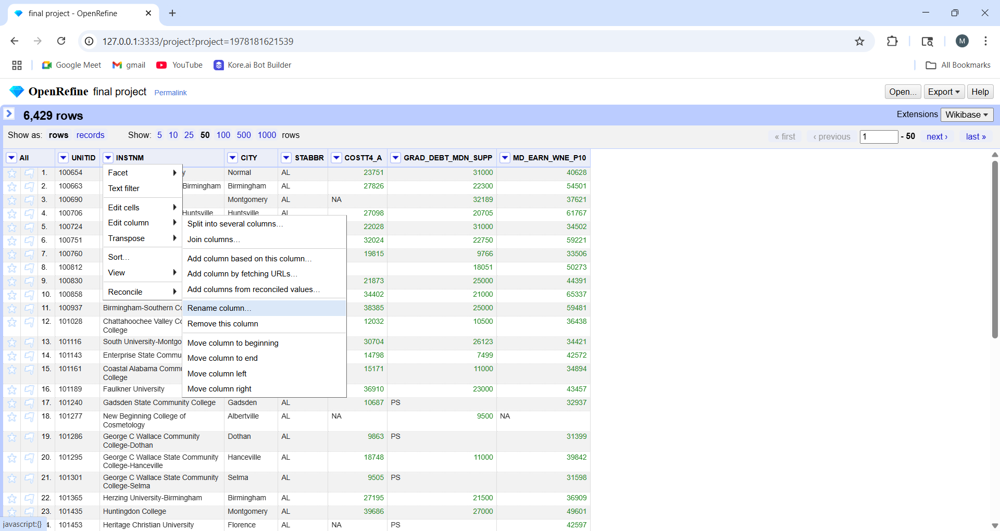 final project - OpenRefine
127.0.0.1:3333/project?project=1978181621539
M
Google Meet gmail YouTube Kore.ai Bot Builder All Bookmarks
OpenRefine final project Permalink Open... Export Help
6,429 rows Extensions Wikibase
Show as: rows records Show: 5 10 25 50 100 500 1000 rows « first ‹ previous 1 - 50 next › last »
All UNITID INSTNM CITY STABBR COSTT4_A GRAD_DEBT_MDN_SUPP MD_EARN_WNE_P10
1. 100654 y Normal AL 23751 31000 40628
2. 100663 Birmingham Birmingham AL 27826 22300 54501
3. 100690 Montgomery AL NA 32189 37621
4. 100706 Huntsville Huntsville AL 27098 20705 61767
5. 100724 22028 31000 34502
6. 100751 32024 22750 59221
7. 100760 19815 9766 33506
8. 100812 18051 50273
9. 100830 21873 25000 44391
10. 100858 34402 21000 65337
11. 100937 Birmingham-Southern Co 38385 25000 59481
12. 101028 Chattahoochee Valley Co 12032 10500 36438
College
13. 101116 South University-Montgo 30704 26123 34421
14. 101143 Enterprise State Commu 14798 7499 42572
15. 101161 Coastal Alabama Commu 15171 11000 34894
College
16. 101189 Faulkner University 36910 23000 43457
17. 101240 Gadsden State Community College Gadsden AL 10687 PS 32937
18. 101277 New Beginning College of Albertville AL NA 9500 NA
Cosmetology
19. 101286 George C Wallace Community Dothan AL 9863 PS 31399
College-Dothan
20. 101295 George C Wallace State Community Hanceville AL 18748 11000 39842
College-Hanceville
21. 101301 George C Wallace State Community Selma AL 9505 PS 31598
College-Selma
22. 101365 Herzing University-Birmingham Birmingham AL 27195 21500 36909
23. 101435 Huntingdon College Montgomery AL 39686 27000 49601
4. 101453 Heritage Christian University Florence AL NA PS 42597
Facet
Text filter
Edit cells
Edit column
Transpose
Sort...
View
Reconcile
Split into several columns...
Join columns...
Add column based on this column...
Add column by fetching URLs...
Add columns from reconciled values...
Rename column...
Remove this column
Move column to beginning
Move column to end
Move column left
Move column right
javascript:{}